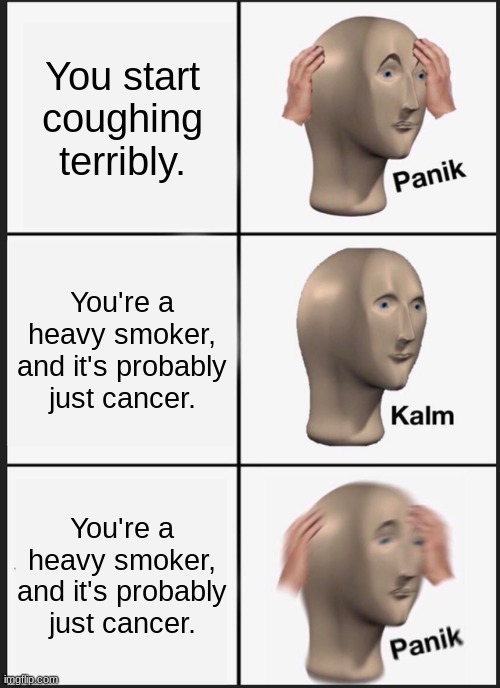 You start
coughing
terribly.
Panik
You're a
heavy smoker,
and it's probably
just cancer.
Kalm
You're a
heavy smoker,
and it's probably
just cancer.
Panik
imgflip.com